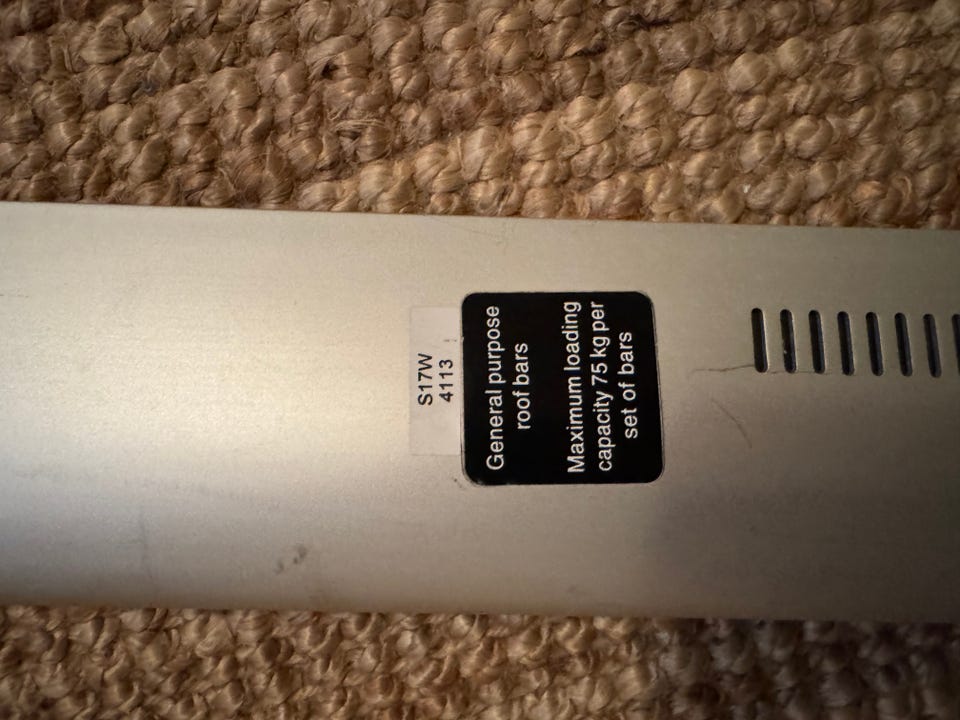 S17W
4113
General purpose
roof bars
Maximum loading
capacity 75 kg per
set of bars